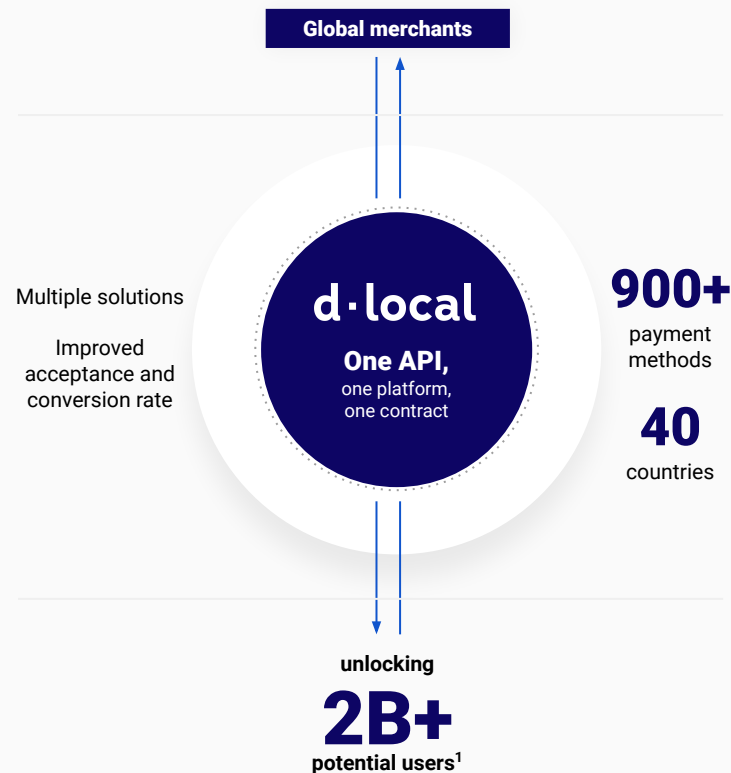 Global merchants
Multiple solutions
Improved
acceptance and
conversion rate
d·local
One API,
one platform,
one contract
900+
payment
methods
40
countries
unlocking
2B+
potential users¹